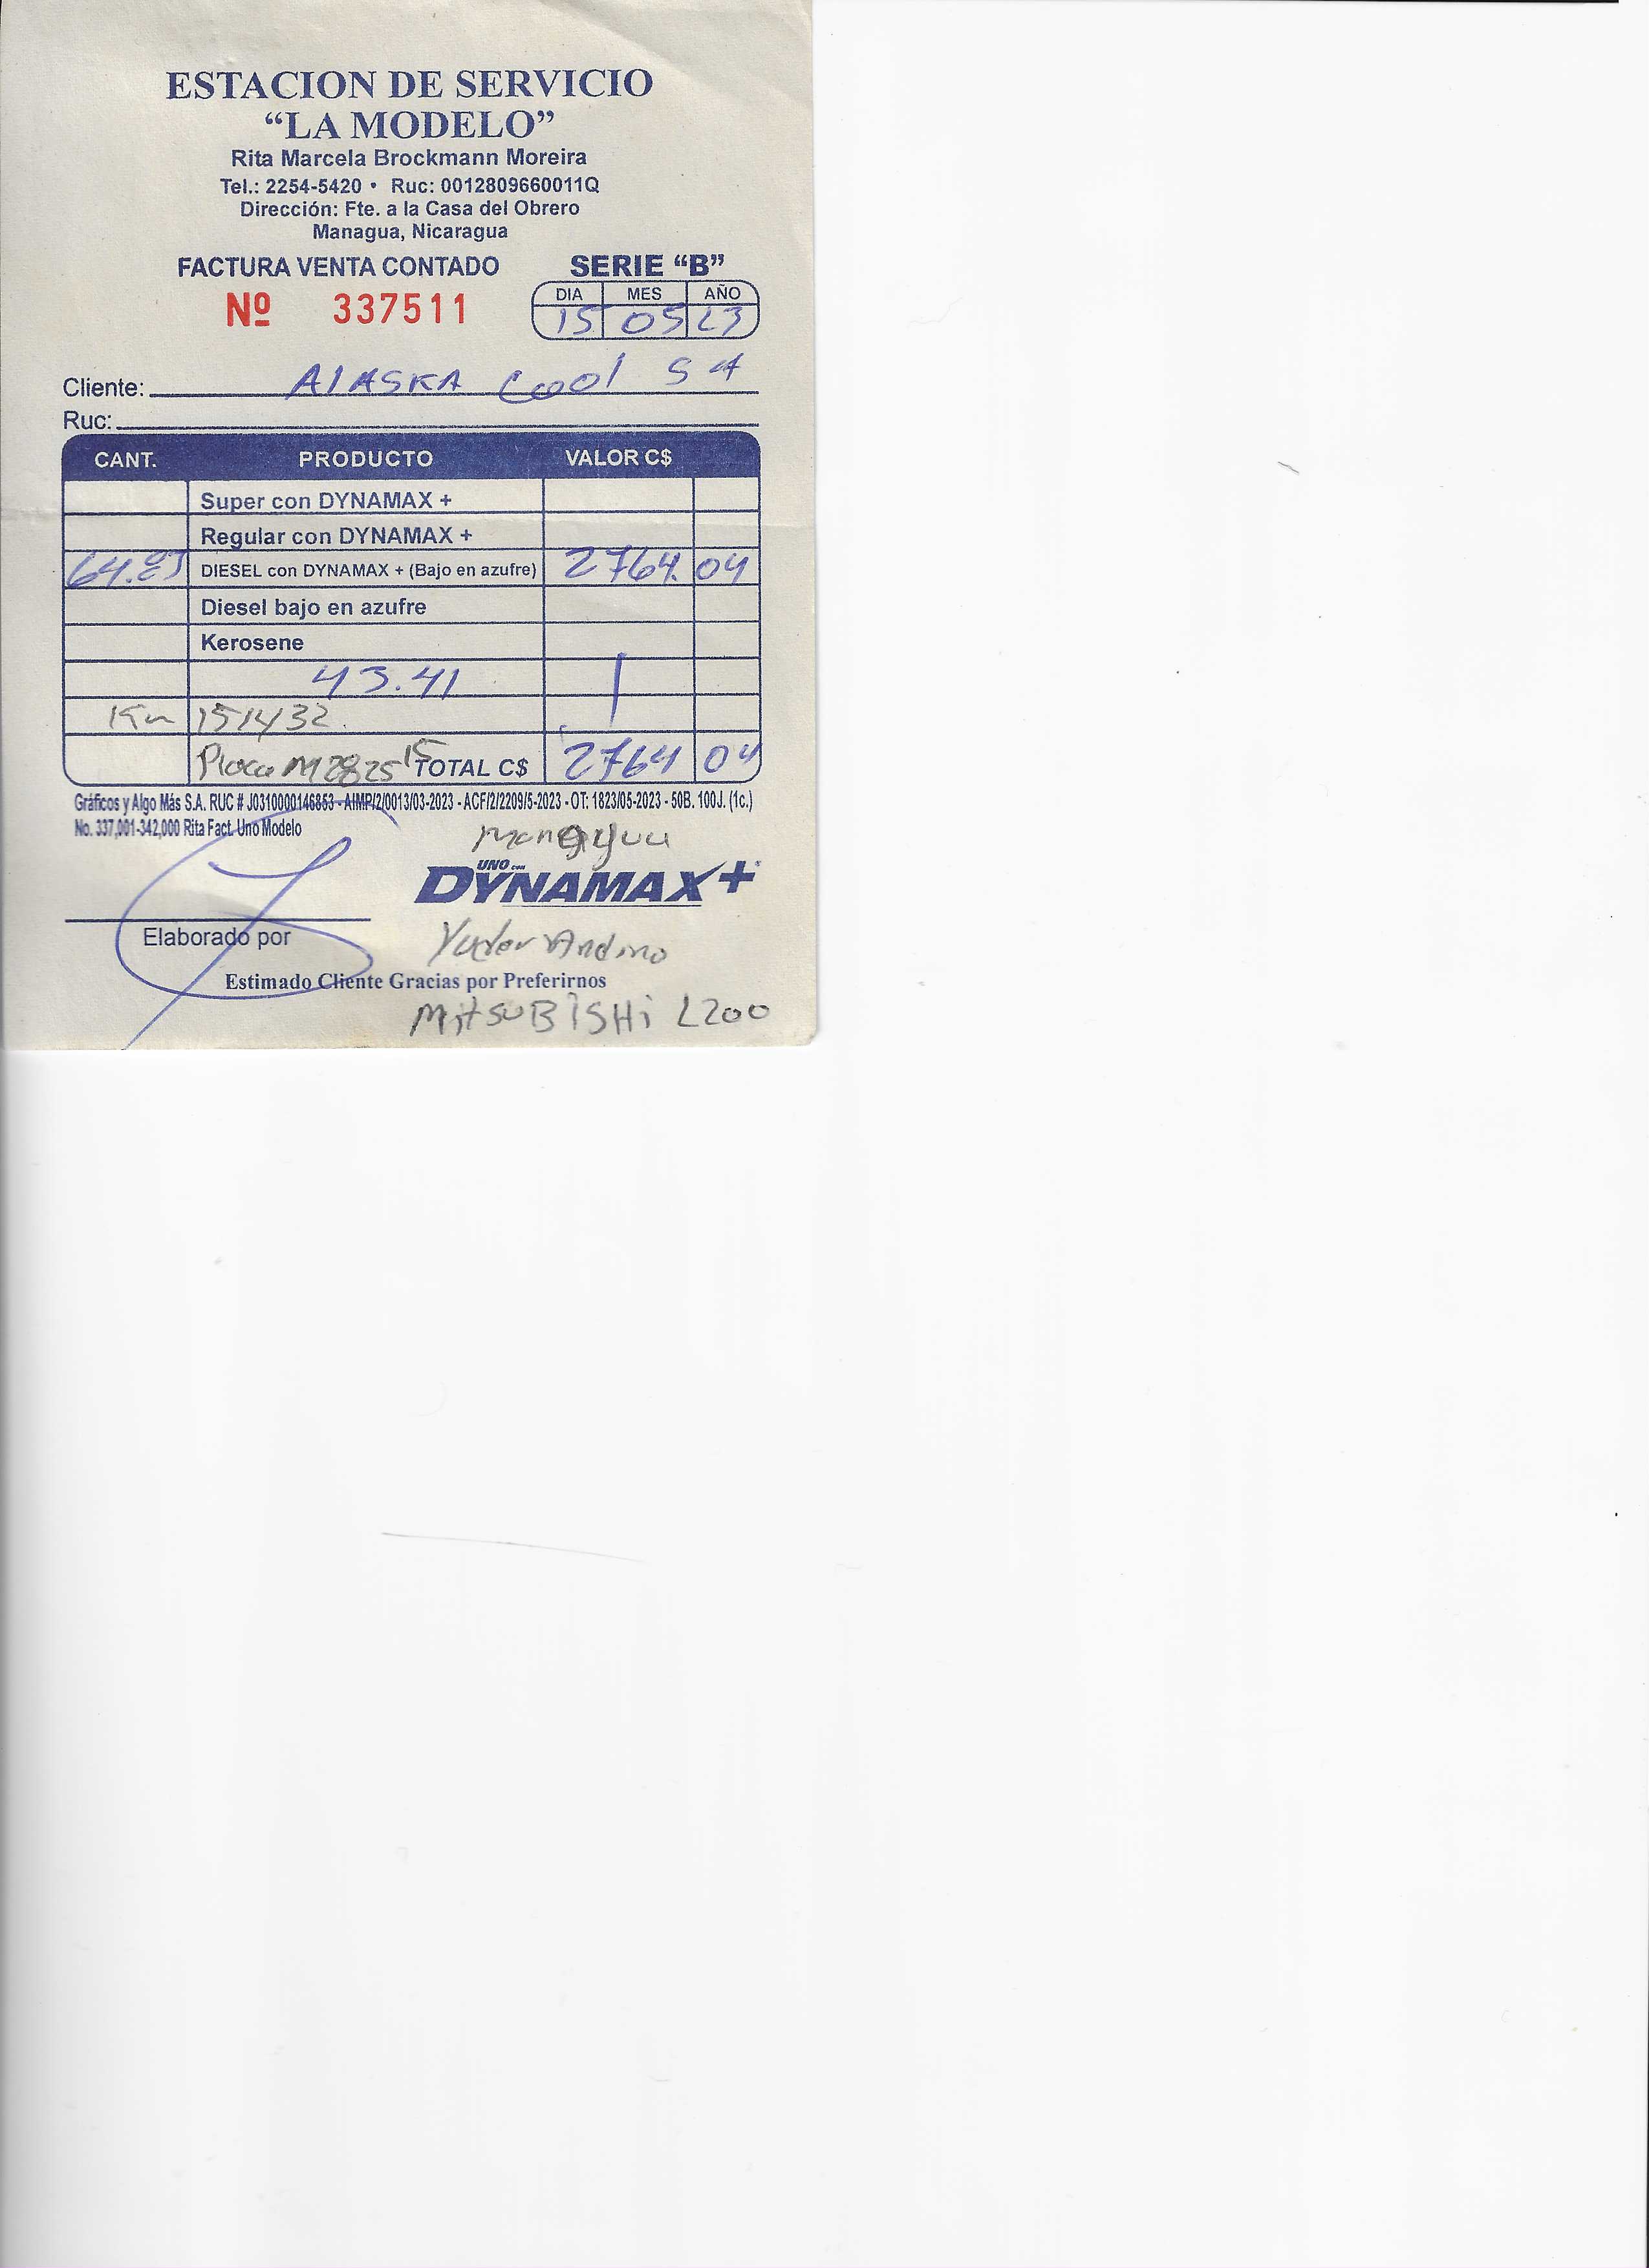 ESTACION DE SERVICIO
“LA MODELO”
Rita Marcela Brockmann Moreira
Tel.: 2254-5420 • Ruc: 0012809660011Q
Dirección: Fte. a la Casa del Obrero
Managua, Nicaragua
FACTURA VENTA CONTADO SERIE “B”
Nº 337511
DIA MES AÑO
15 05 23
Cliente: AlASKA Cool SA
Ruc:
CANT. PRODUCTO VALOR C$
Super con DYNAMAX +
Regular con DYNAMAX +
DIESEL con DYNAMAX + (Bajo en azufre) 2764.04
Diesel bajo en azufre
Kerosene
43.41
Km 151432.
Placa TOTAL C$ 2764 04
Gráficos y Algo Más S.A. RUC # J0310000146853 - AIMP/2/0013/03-2023 - ACF/2/2209/5-2023 - OT: 1823/05-2023 - 50B. 100J. (1c.)
No. 337,001-342,000 Rita Fact. Uno Modelo
Managua
UNO con
DYNAMAX+
Elaborado por
Andino
Estimado Cliente Gracias por Preferirnos
MitsuBiSHi L200